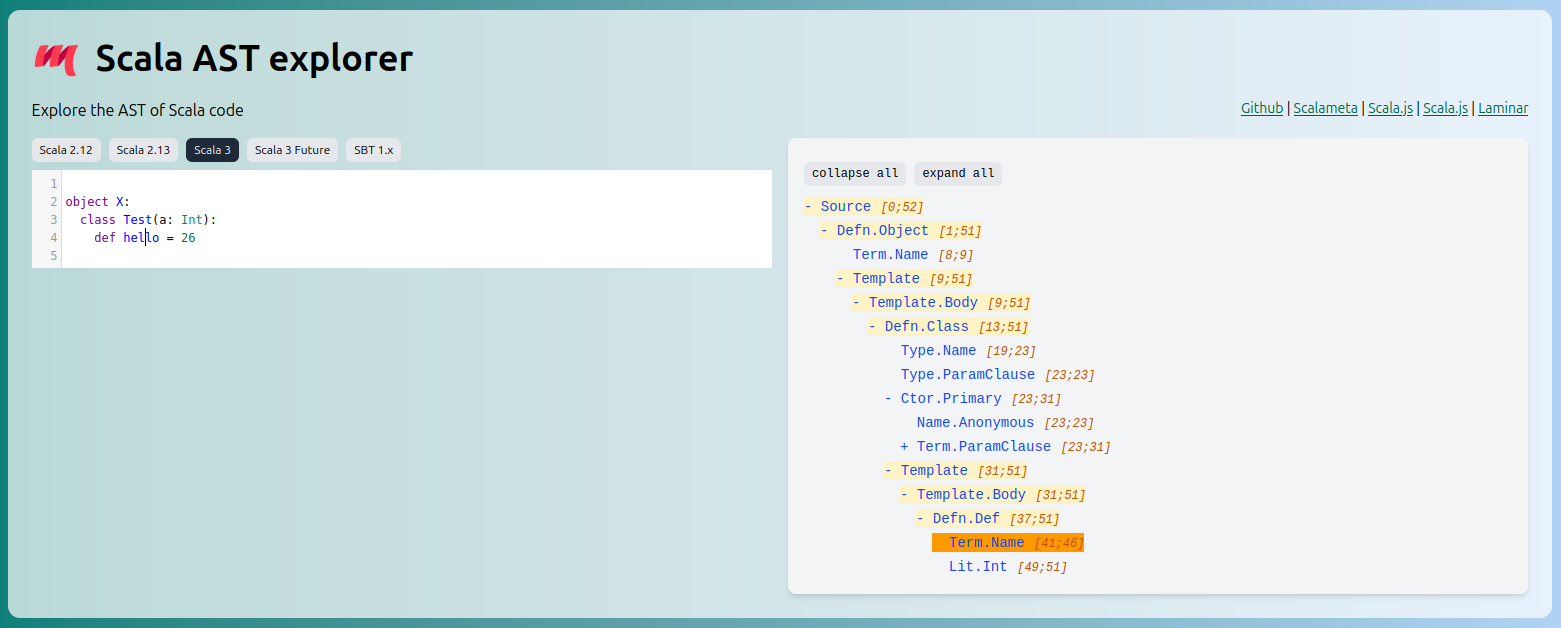 Scala AST explorer
Explore the AST of Scala code
Github | Scalameta | Scala.js | Scala.js | Laminar
Scala 2.12 Scala 2.13 Scala 3 Scala 3 Future SBT 1.x
1
2 object X:
3 class Test(a: Int):
4 def hello = 26
5
collapse all expand all
- Source [0;52]
- Defn.Object [1;51]
Term.Name [8;9]
- Template [9;51]
- Template.Body [9;51]
- Defn.Class [13;51]
Type.Name [19;23]
Type.ParamClause [23;23]
- Ctor.Primary [23;31]
Name.Anonymous [23;23]
+ Term.ParamClause [23;31]
- Template [31;51]
- Template.Body [31;51]
- Defn.Def [37;51]
Term.Name [41;46]
Lit.Int [49;51]